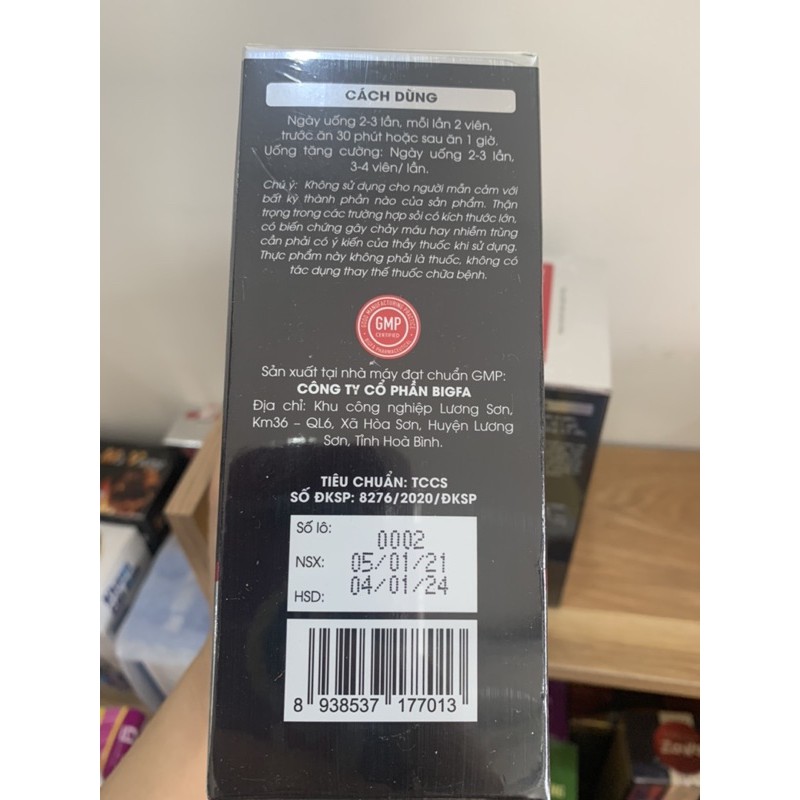 CÁCH DÙNG
Ngày uống 2-3 lần, mỗi lần 2 viên,
trước ăn 30 phút hoặc sau ăn 1 giờ.
Uống tăng cường: Ngày uống 2-3 lần,
3-4 viên/ lần.
Chú ý: Không sử dụng cho người mẫn cảm với
bất kỳ thành phần nào của sản phẩm. Thận
trọng trong các trường hợp sỏi có kích thước lớn,
có biến chứng gây chảy máu hay nhiễm trùng
cần phải có ý kiến của thầy thuốc khi sử dụng.
Thực phẩm này không phải là thuốc, không có
tác dụng thay thế thuốc chữa bệnh.
GOOD MANUFACTURING PRACTICE
GMP
CERTIFIED
BIGFA PHARMACEUTICAL
Sản xuất tại nhà máy đạt chuẩn GMP:
CÔNG TY CỔ PHẦN BIGFA
Địa chỉ: Khu công nghiệp Lương Sơn,
Km36 - QL6, Xã Hòa Sơn, Huyện Lương
Sơn, Tỉnh Hoà Bình.
TIÊU CHUẨN: TCCS
SỐ ĐKSP: 8276/2020/ĐKSP
Số lô: 0002
NSX: 05/01/21
HSD: 04/01/24
8 938537 177013